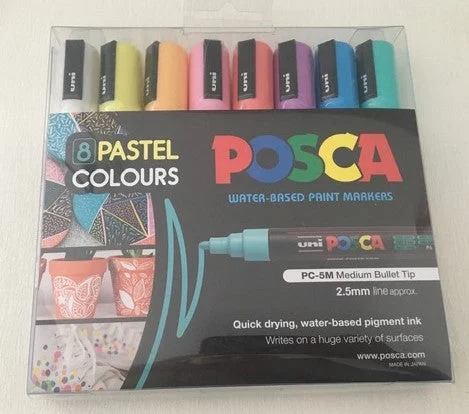 uni uni uni uni uni uni uni uni
8 PASTEL
COLOURS
POSCA
WATER-BASED PAINT MARKERS
uni POSCA
PC-5M Medium Bullet Tip
2.5mm line approx.
Quick drying, water-based pigment ink
Writes on a huge variety of surfaces
www.posca.com
MADE IN JAPAN